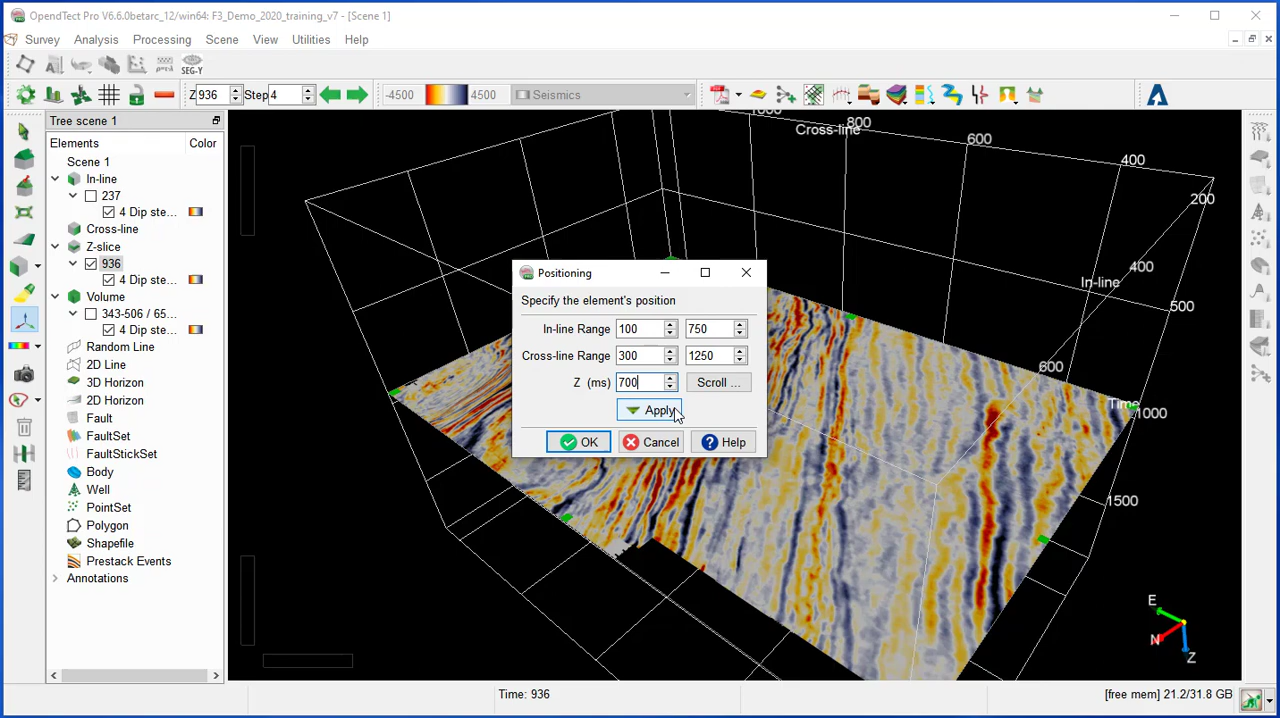 OpendTect Pro V6.6.0betarc_12/win64: F3_Demo_2020_training_v7 - [Scene 1]
Survey Analysis Processing Scene View Utilities Help
SEG-Y
Z 936 Step 4 -4500 4500 Seismics
Tree scene 1
Elements Color
Scene 1
In-line
237
4 Dip ste...
Cross-line
Z-slice
936
4 Dip ste...
Volume
343-506 / 65...
4 Dip ste...
Random Line
2D Line
3D Horizon
2D Horizon
Fault
FaultSet
FaultStickSet
Body
Well
PointSet
Polygon
Shapefile
Prestack Events
Annotations
Cross-line
800
600
400
200
In-line
400
500
600
Time
1000
1500
Positioning
Specify the element's position
In-line Range 100 750
Cross-line Range 300 1250
Z (ms) 700 Scroll ...
Apply
OK Cancel Help
E
N
Z
Time: 936
[free mem] 21.2/31.8 GB